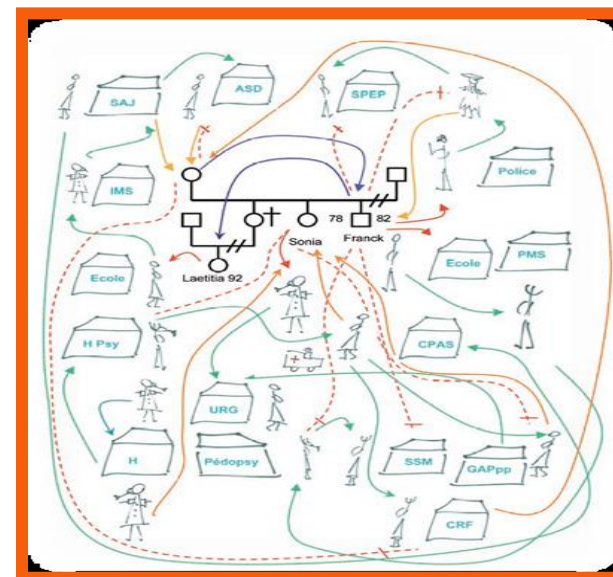 SAJ
ASD
SPEP
IMS
Police
78
82
Sonia
Franck
Laetitia 92
Ecole
Ecole
PMS
H Psy
CPAS
URG
H
Pédopsy
SSM
GAPpp
CRF